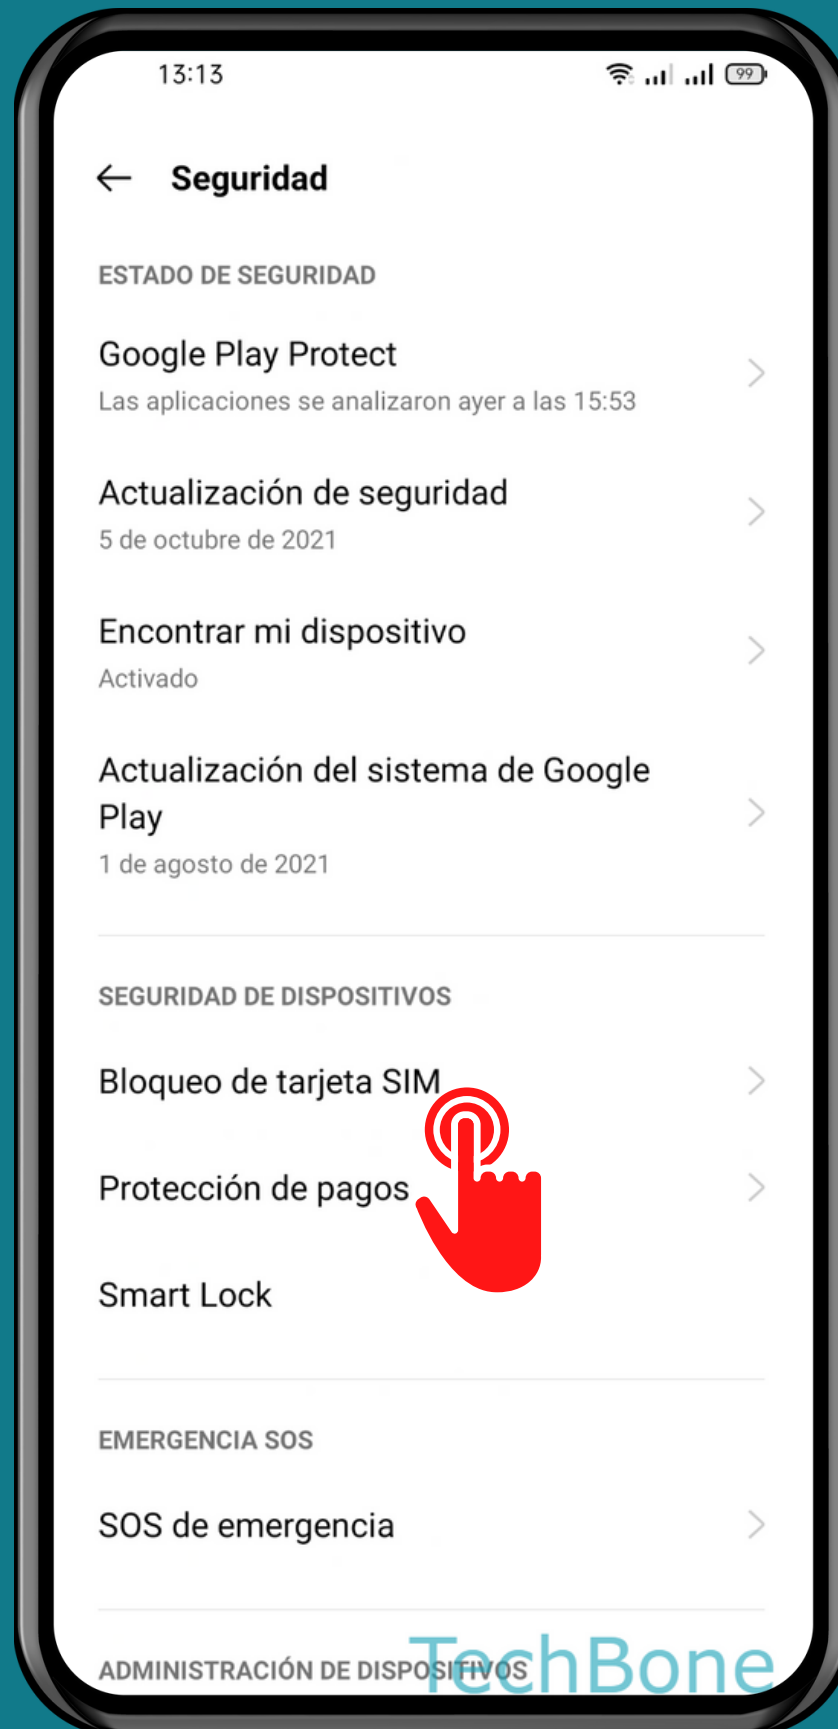 13:13
99
Seguridad
ESTADO DE SEGURIDAD
Google Play Protect
Las aplicaciones se analizaron ayer a las 15:53
Actualización de seguridad
5 de octubre de 2021
Encontrar mi dispositivo
Activado
Actualización del sistema de Google
Play
1 de agosto de 2021
SEGURIDAD DE DISPOSITIVOS
Bloqueo de tarjeta SIM
Protección de pagos
Smart Lock
EMERGENCIA SOS
SOS de emergencia
ADMINISTRACIÓN DE DISPOSITIVOS
TechBone